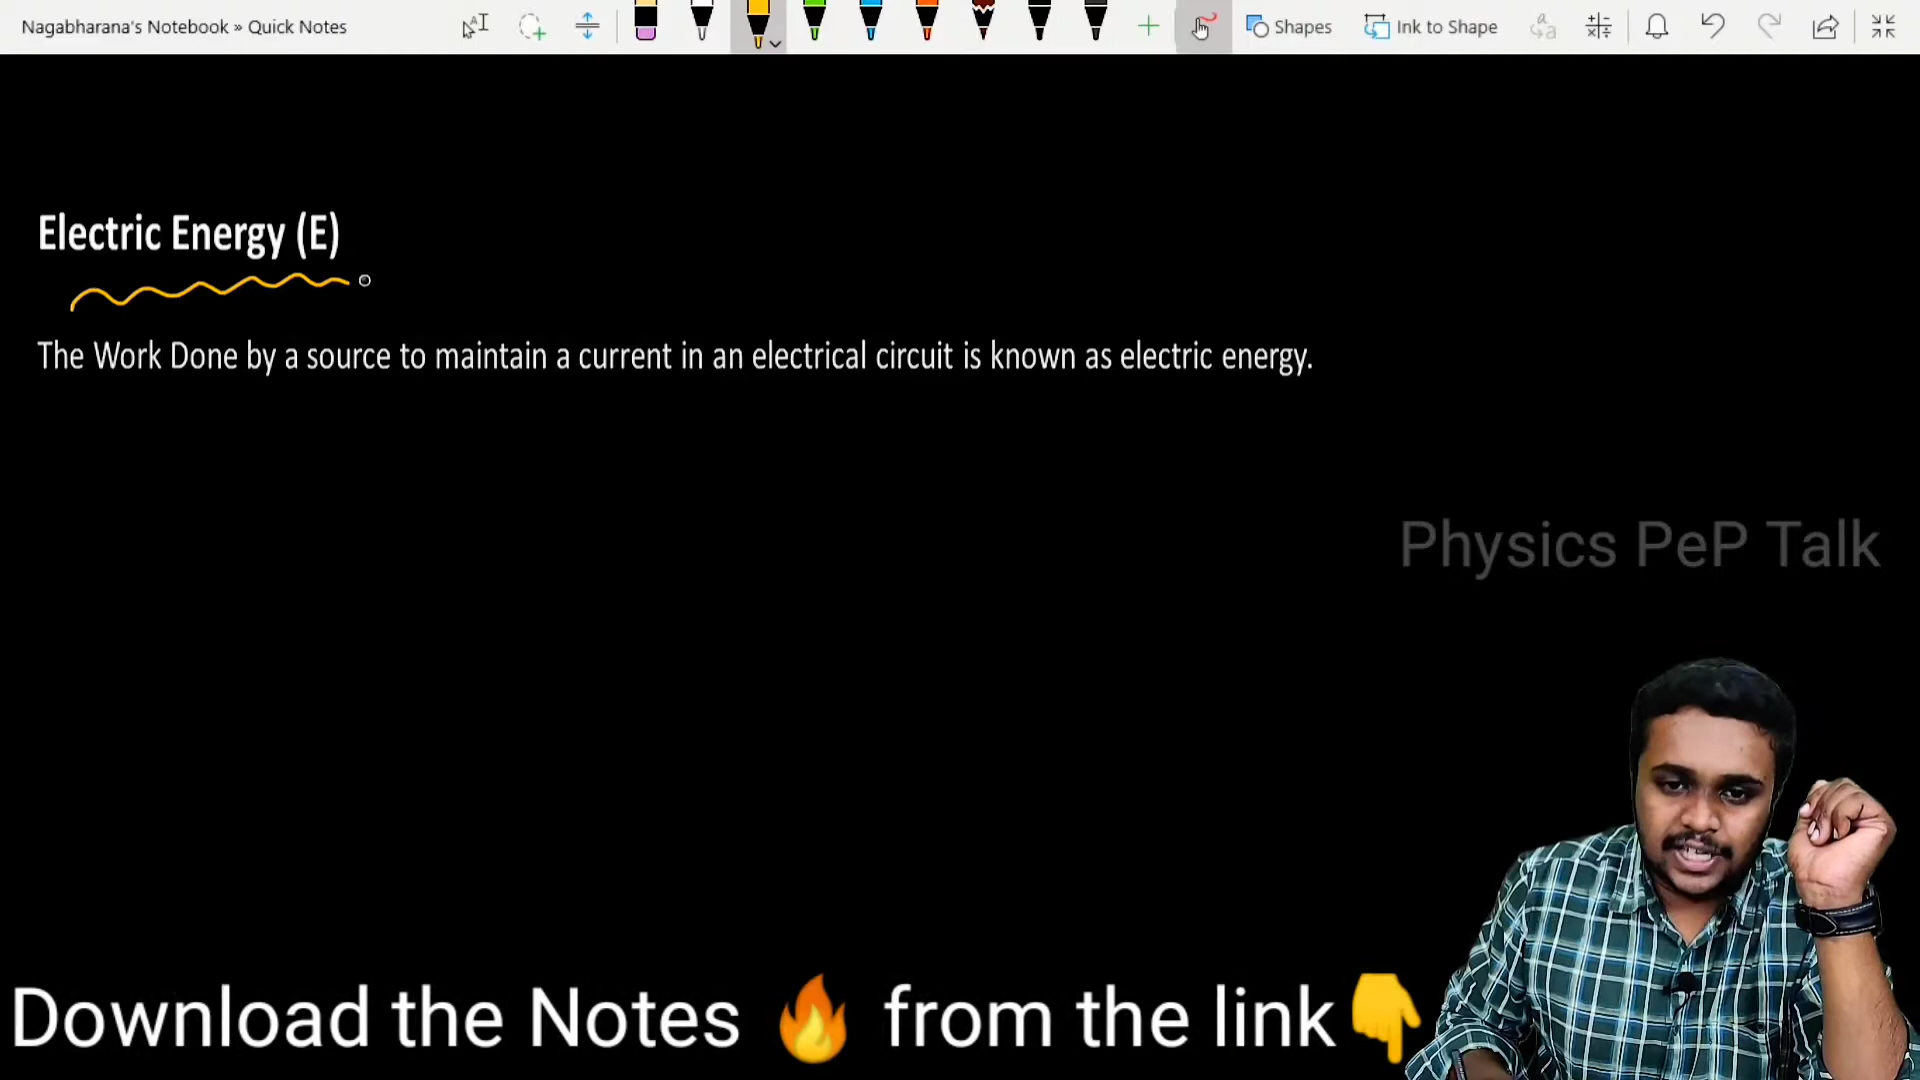 Nagabharana's Notebook » Quick Notes
Shapes
Ink to Shape
Electric Energy (E)
The Work Done by a source to maintain a current in an electrical circuit is known as electric energy.
Physics PeP Talk
Download the Notes 🔥 from the link👇